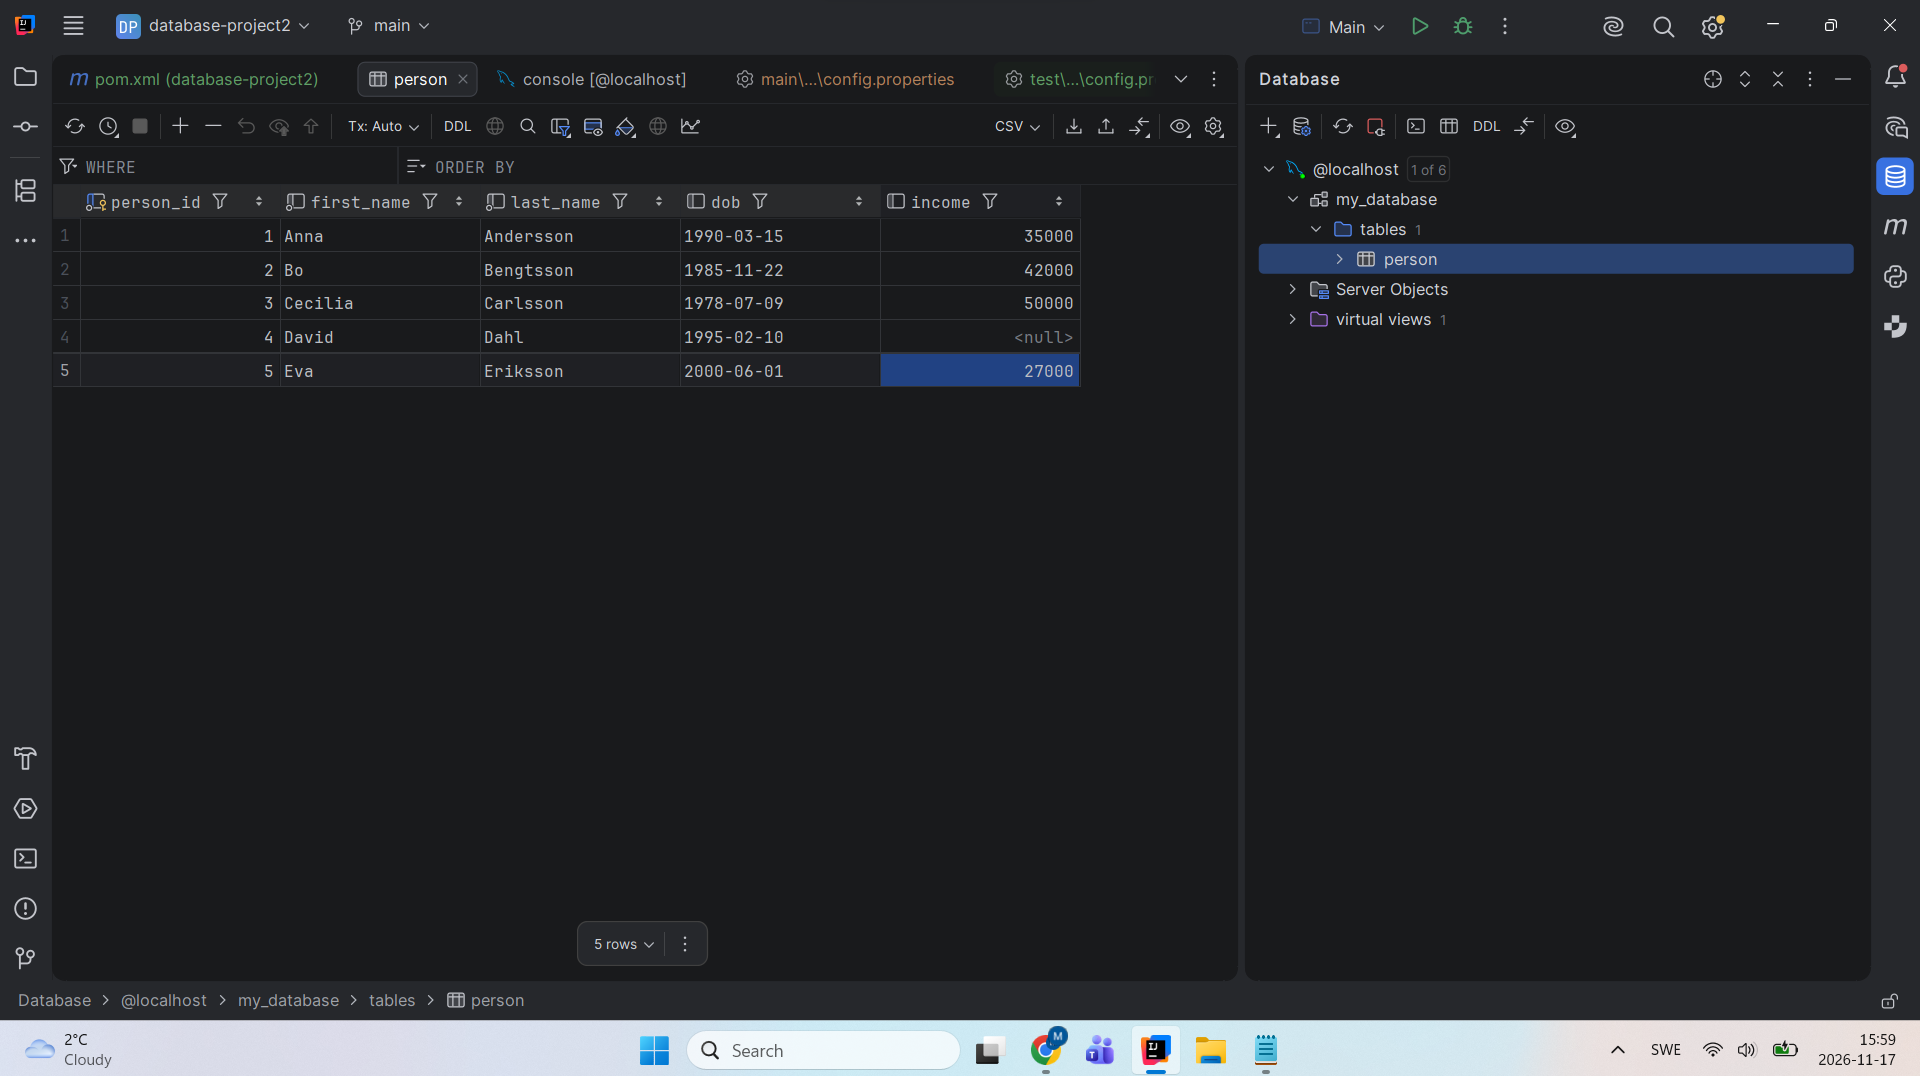 DP database-project2 main Main
m pom.xml (database-project2) person console [@localhost] main\...\config.properties test\...\config.pr
Tx: Auto DDL CSV
WHERE ORDER BY
person_id first_name last_name dob income
1 1 Anna Andersson 1990-03-15 35000
2 2 Bo Bengtsson 1985-11-22 42000
3 3 Cecilia Carlsson 1978-07-09 50000
4 4 David Dahl 1995-02-10 <null>
5 5 Eva Eriksson 2000-06-01 27000
5 rows
Database
DDL
@localhost 1 of 6
my_database
tables 1
person
Server Objects
virtual views 1
m
Database > @localhost > my_database > tables > person
2°C
Cloudy
Search
M
SWE
15:59
2026-11-17